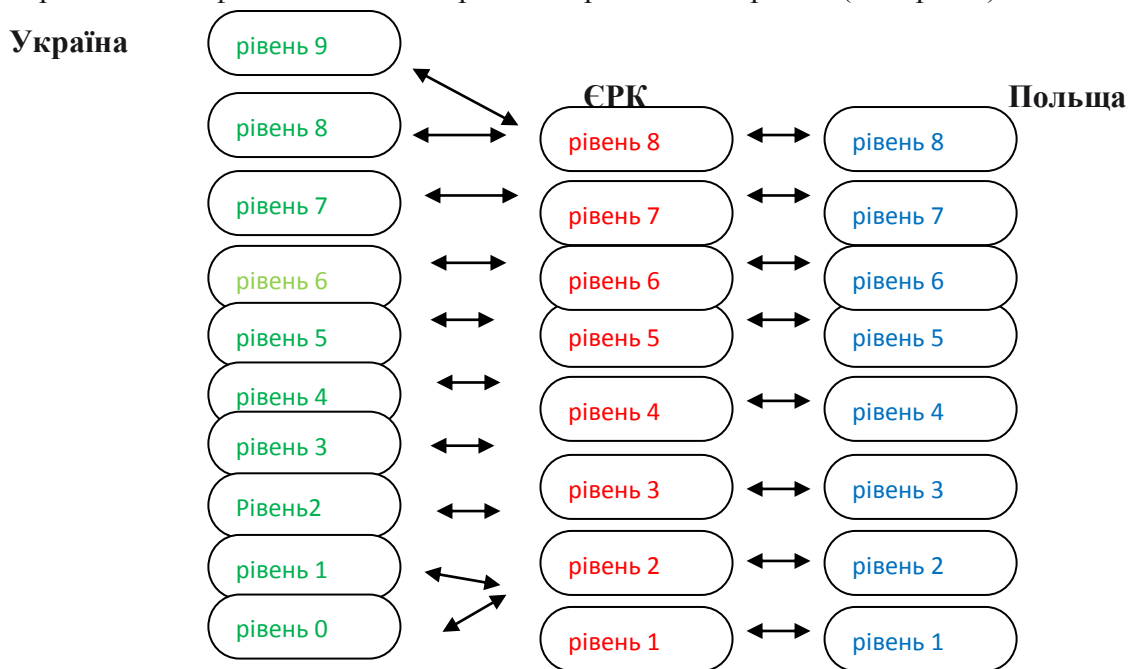 Україна
ЄРК
Польща
рівень 9
рівень 8
рівень 7
рівень 6
рівень 5
рівень 4
рівень 3
Рівень2
рівень 1
рівень 0
рівень 8
рівень 7
рівень 6
рівень 5
рівень 4
рівень 3
рівень 2
рівень 1
рівень 8
рівень 7
рівень 6
рівень 5
рівень 4
рівень 3
рівень 2
рівень 1